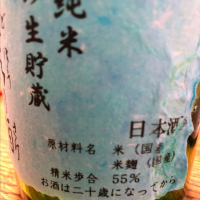 純米
生貯蔵
日本酒
原材料名 米（国産
米麹（国産）
精米歩合 55%
お酒は二十歳になってから